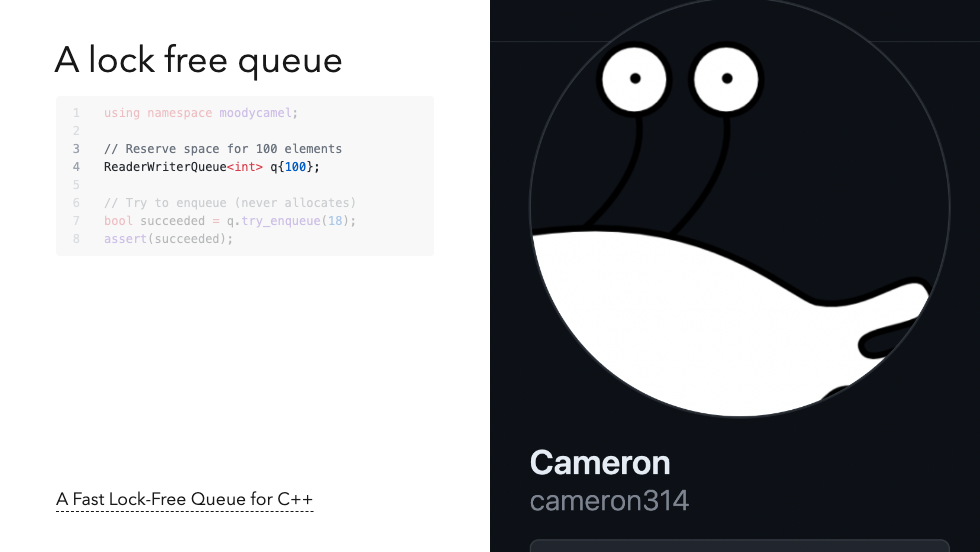 A lock free queue
1 using namespace moodycamel;
2
3 // Reserve space for 100 elements
4 ReaderWriterQueue<int> q{100};
5
6 // Try to enqueue (never allocates)
7 bool succeeded = q.try_enqueue(18);
8 assert(succeeded);
A Fast Lock-Free Queue for C++
Cameron
cameron314